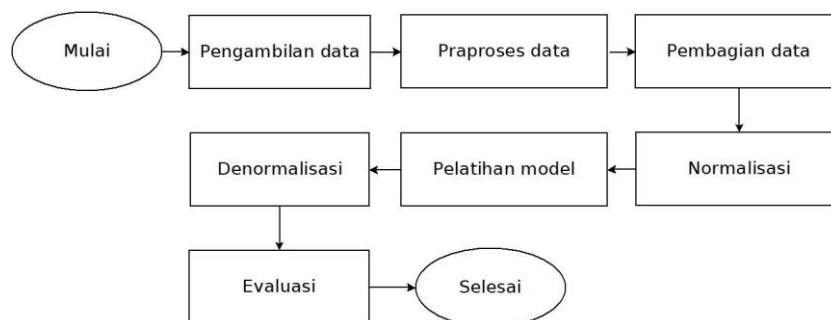 Mulai
Pengambilan data
Praproses data
Pembagian data
Normalisasi
Pelatihan model
Denormalisasi
Evaluasi
Selesai